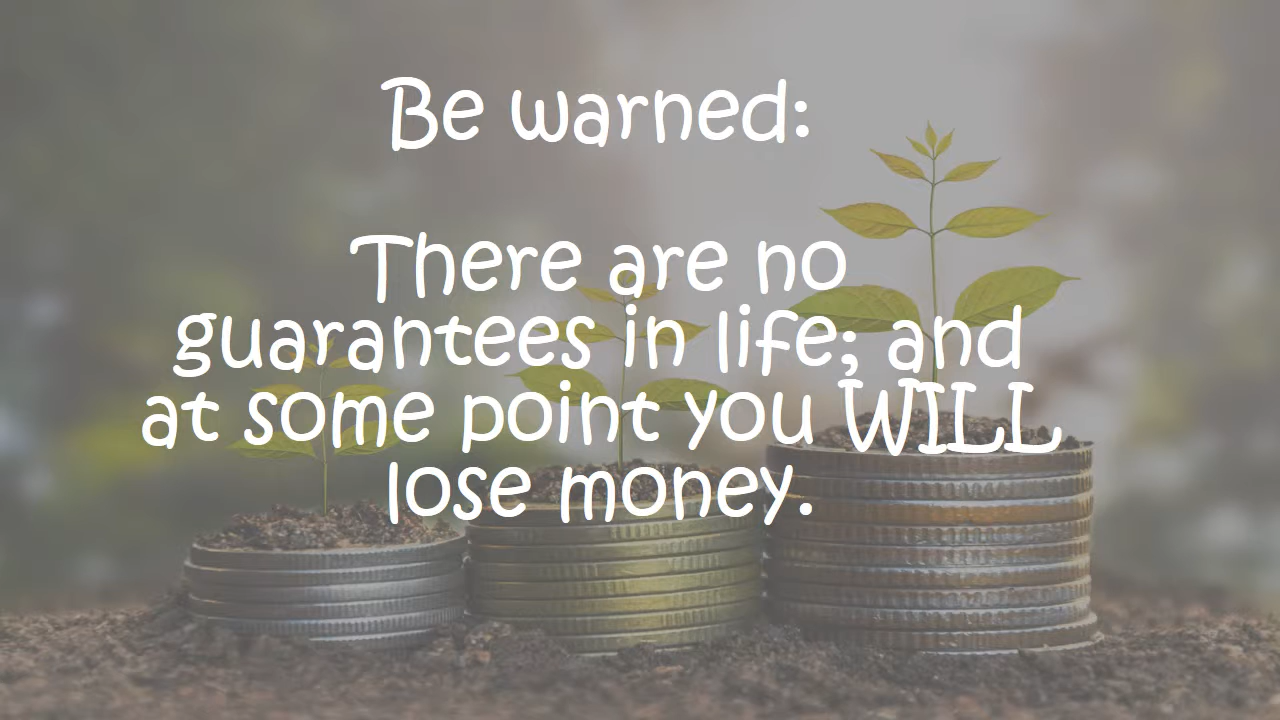 Be warned:
There are no
guarantees in life; and
at some point you WILL
lose money.